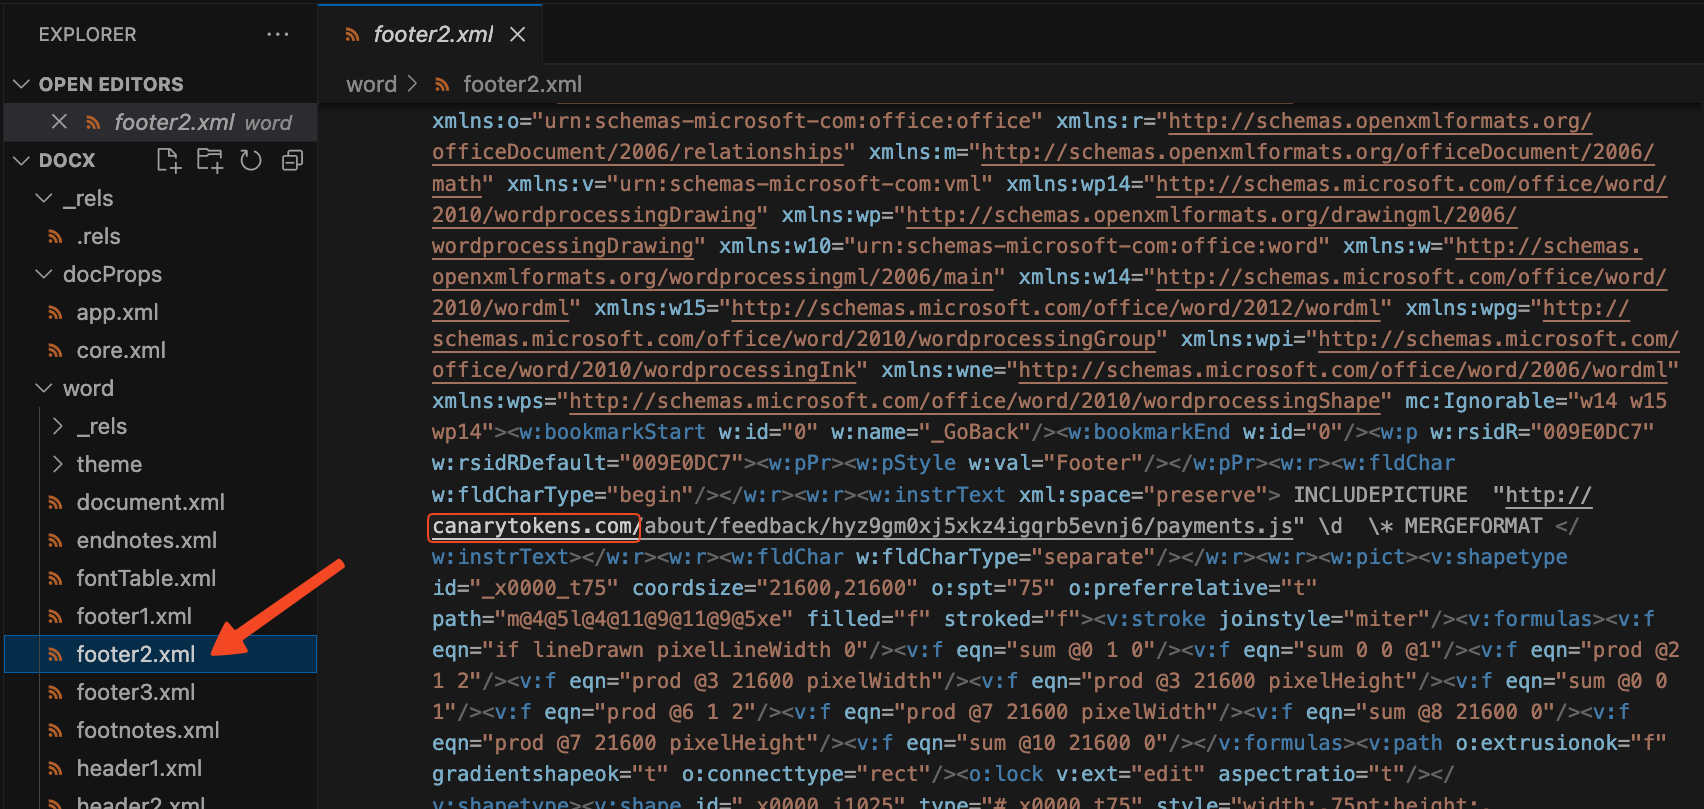 EXPLORER
OPEN EDITORS
footer2.xml word
DOCX
_rels
.rels
docProps
app.xml
core.xml
word
_rels
theme
document.xml
endnotes.xml
fontTable.xml
footer1.xml
footer2.xml
footer3.xml
footnotes.xml
header1.xml
header2.xml
footer2.xml
word > footer2.xml
xmlns:o="urn:schemas-microsoft-com:office:office" xmlns:r="http://schemas.openxmlformats.org/
officeDocument/2006/relationships" xmlns:m="http://schemas.openxmlformats.org/officeDocument/2006/
math" xmlns:v="urn:schemas-microsoft-com:vml" xmlns:wp14="http://schemas.microsoft.com/office/word/
2010/wordprocessingDrawing" xmlns:wp="http://schemas.openxmlformats.org/drawingml/2006/
wordprocessingDrawing" xmlns:w10="urn:schemas-microsoft-com:office:word" xmlns:w="http://schemas.
openxmlformats.org/wordprocessingml/2006/main" xmlns:w14="http://schemas.microsoft.com/office/word/
2010/wordml" xmlns:w15="http://schemas.microsoft.com/office/word/2012/wordml" xmlns:wpg="http://
schemas.microsoft.com/office/word/2010/wordprocessingGroup" xmlns:wpi="http://schemas.microsoft.com/
office/word/2010/wordprocessingInk" xmlns:wne="http://schemas.microsoft.com/office/word/2006/wordml"
xmlns:wps="http://schemas.microsoft.com/office/word/2010/wordprocessingShape" mc:Ignorable="w14 w15
wp14"><w:bookmarkStart w:id="0" w:name="_GoBack"/><w:bookmarkEnd w:id="0"/><w:p w:rsidR="009E0DC7"
w:rsidRDefault="009E0DC7"><w:pPr><w:pStyle w:val="Footer"/></w:pPr><w:r><w:fldChar
w:fldCharType="begin"/></w:r><w:r><w:instrText xml:space="preserve"> INCLUDEPICTURE  "http://
canarytokens.com/about/feedback/hyz9gm0xj5xkz4igqrb5evnj6/payments.js" \d  \* MERGEFORMAT </
w:instrText></w:r><w:r><w:fldChar w:fldCharType="separate"/></w:r><w:r><w:pict><v:shapetype
id="_x0000_t75" coordsize="21600,21600" o:spt="75" o:preferrelative="t"
path="m@4@5l@4@11@9@11@9@5xe" filled="f" stroked="f"><v:stroke joinstyle="miter"/><v:formulas><v:f
eqn="if lineDrawn pixelLineWidth 0"/><v:f eqn="sum @0 1 0"/><v:f eqn="sum 0 0 @1"/><v:f eqn="prod @2
1 2"/><v:f eqn="prod @3 21600 pixelWidth"/><v:f eqn="prod @3 21600 pixelHeight"/><v:f eqn="sum @0 0
1"/><v:f eqn="prod @6 1 2"/><v:f eqn="prod @7 21600 pixelWidth"/><v:f eqn="sum @8 21600 0"/><v:f
eqn="prod @7 21600 pixelHeight"/><v:f eqn="sum @10 21600 0"/></v:formulas><v:path o:extrusionok="f"
gradientshapeok="t" o:connecttype="rect"/><o:lock v:ext="edit" aspectratio="t"/></
v:shapetype><v:shape id="_x0000_i1025" type="#_x0000_t75" style="width:.75pt;height:.